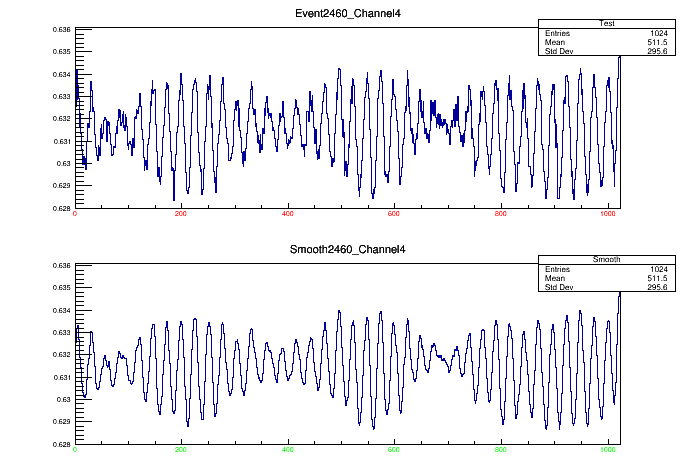 Event2460_Channel4
Test
Entries 1024
Mean 511.5
Std Dev 295.6
0.636
0.635
0.634
0.633
0.632
0.631
0.63
0.629
0.628
0 200 400 600 800 1000
Smooth2460_Channel4
Smooth
Entries 1024
Mean 511.5
Std Dev 295.6
0.636
0.635
0.634
0.633
0.632
0.631
0.63
0.629
0.628
0 200 400 600 800 1000